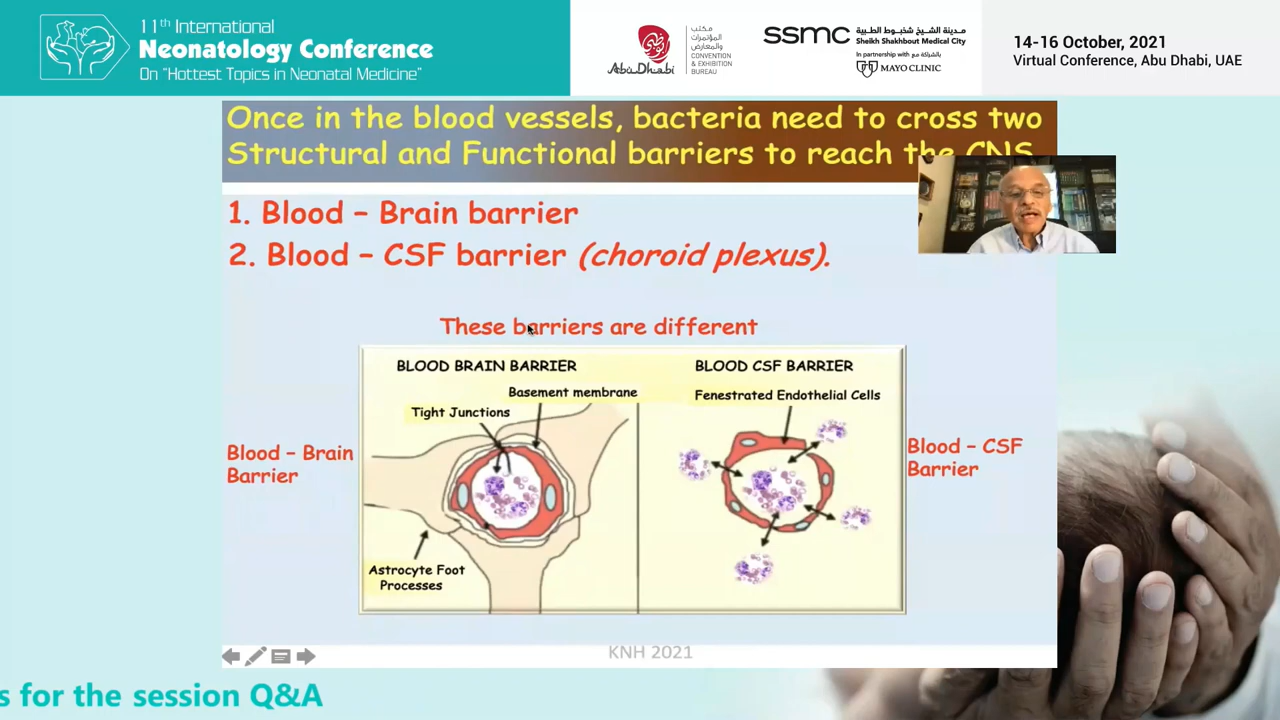 11th International
Neonatology Conference
On "Hottest Topics in Neonatal Medicine"
أبوظبي
Abu Dhabi
مكتب
المؤتمرات
والمعارض
CONVENTION
& EXHIBITION
BUREAU
ssmc
مدينة الشيخ شخبوط الطبية
Sheikh Shakhbout Medical City
بالشراكة مع
In partnership with
MAYO CLINIC
14-16 October, 2021
Virtual Conference, Abu Dhabi, UAE
Once in the blood vessels, bacteria need to cross two
Structural and Functional barriers to reach the CNS
1. Blood – Brain barrier
2. Blood – CSF barrier (choroid plexus).
These barriers are different
BLOOD BRAIN BARRIER
BLOOD CSF BARRIER
Basement membrane
Fenestrated Endothelial Cells
Tight Junctions
Blood – Brain
Barrier
Blood – CSF
Barrier
Astrocyte Foot
Processes
KNH 2021
s for the session Q&A